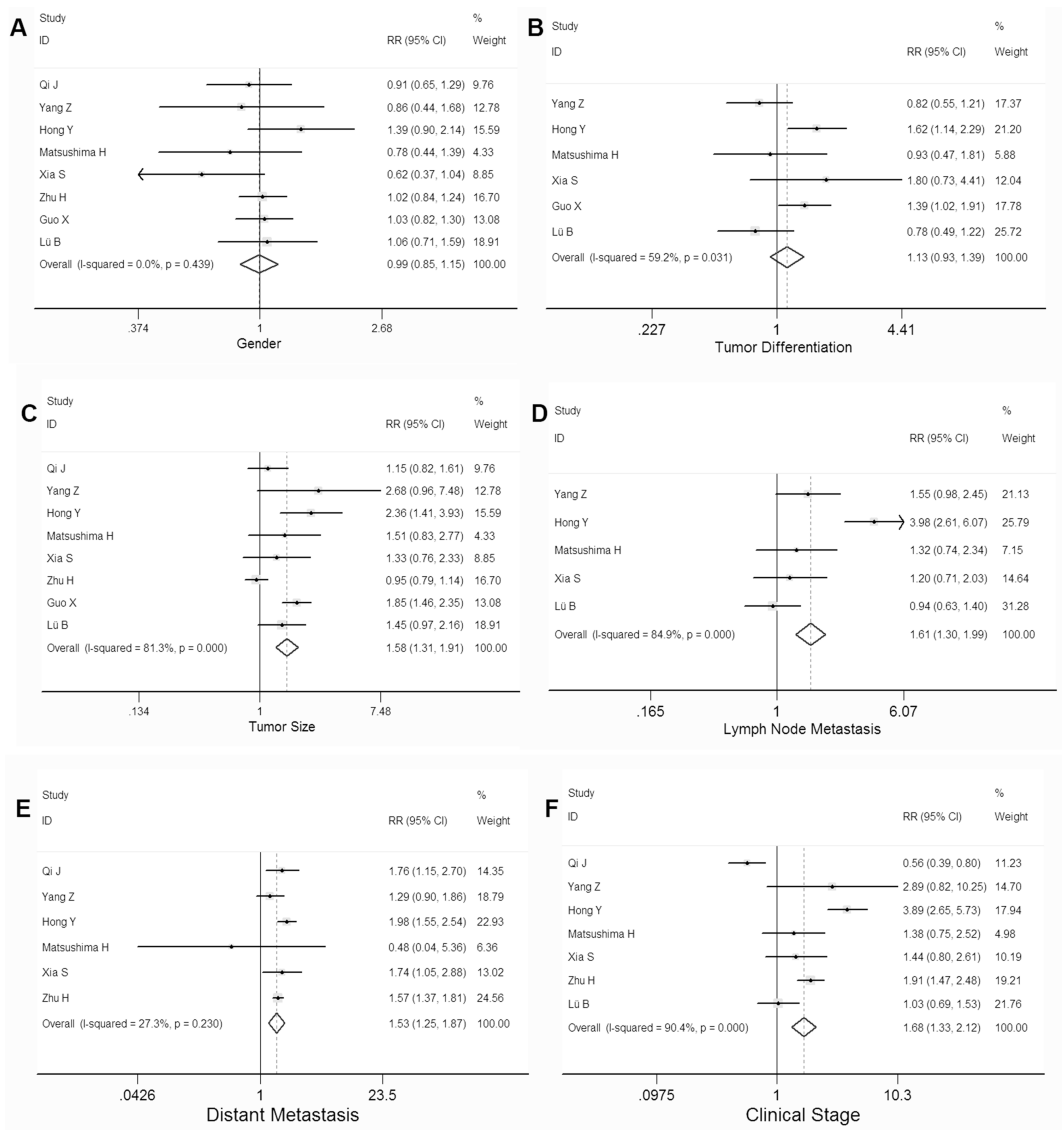 A
Study %
ID RR (95% CI) Weight
Qi J 0.91 (0.65, 1.29) 9.76
Yang Z 0.86 (0.44, 1.68) 12.78
Hong Y 1.39 (0.90, 2.14) 15.59
Matsushima H 0.78 (0.44, 1.39) 4.33
Xia S 0.62 (0.37, 1.04) 8.85
Zhu H 1.02 (0.84, 1.24) 16.70
Guo X 1.03 (0.82, 1.30) 13.08
Lü B 1.06 (0.71, 1.59) 18.91
Overall (I-squared = 0.0%, p = 0.439) 0.99 (0.85, 1.15) 100.00
.374 1 2.68
Gender
B
Study %
ID RR (95% CI) Weight
Yang Z 0.82 (0.55, 1.21) 17.37
Hong Y 1.62 (1.14, 2.29) 21.20
Matsushima H 0.93 (0.47, 1.81) 5.88
Xia S 1.80 (0.73, 4.41) 12.04
Guo X 1.39 (1.02, 1.91) 17.78
Lü B 0.78 (0.49, 1.22) 25.72
Overall (I-squared = 59.2%, p = 0.031) 1.13 (0.93, 1.39) 100.00
.227 1 4.41
Tumor Differentiation
C
Study %
ID RR (95% CI) Weight
Qi J 1.15 (0.82, 1.61) 9.76
Yang Z 2.68 (0.96, 7.48) 12.78
Hong Y 2.36 (1.41, 3.93) 15.59
Matsushima H 1.51 (0.83, 2.77) 4.33
Xia S 1.33 (0.76, 2.33) 8.85
Zhu H 0.95 (0.79, 1.14) 16.70
Guo X 1.85 (1.46, 2.35) 13.08
Lü B 1.45 (0.97, 2.16) 18.91
Overall (I-squared = 81.3%, p = 0.000) 1.58 (1.31, 1.91) 100.00
.134 1 7.48
Tumor Size
D
Study %
ID RR (95% CI) Weight
Yang Z 1.55 (0.98, 2.45) 21.13
Hong Y 3.98 (2.61, 6.07) 25.79
Matsushima H 1.32 (0.74, 2.34) 7.15
Xia S 1.20 (0.71, 2.03) 14.64
Lü B 0.94 (0.63, 1.40) 31.28
Overall (I-squared = 84.9%, p = 0.000) 1.61 (1.30, 1.99) 100.00
.165 1 6.07
Lymph Node Metastasis
E
Study %
ID RR (95% CI) Weight
Qi J 1.76 (1.15, 2.70) 14.35
Yang Z 1.29 (0.90, 1.86) 18.79
Hong Y 1.98 (1.55, 2.54) 22.93
Matsushima H 0.48 (0.04, 5.36) 6.36
Xia S 1.74 (1.05, 2.88) 13.02
Zhu H 1.57 (1.37, 1.81) 24.56
Overall (I-squared = 27.3%, p = 0.230) 1.53 (1.25, 1.87) 100.00
.0426 1 23.5
Distant Metastasis
F
Study %
ID RR (95% CI) Weight
Qi J 0.56 (0.39, 0.80) 11.23
Yang Z 2.89 (0.82, 10.25) 14.70
Hong Y 3.89 (2.65, 5.73) 17.94
Matsushima H 1.38 (0.75, 2.52) 4.98
Xia S 1.44 (0.80, 2.61) 10.19
Zhu H 1.91 (1.47, 2.48) 19.21
Lü B 1.03 (0.69, 1.53) 21.76
Overall (I-squared = 90.4%, p = 0.000) 1.68 (1.33, 2.12) 100.00
.0975 1 10.3
Clinical Stage